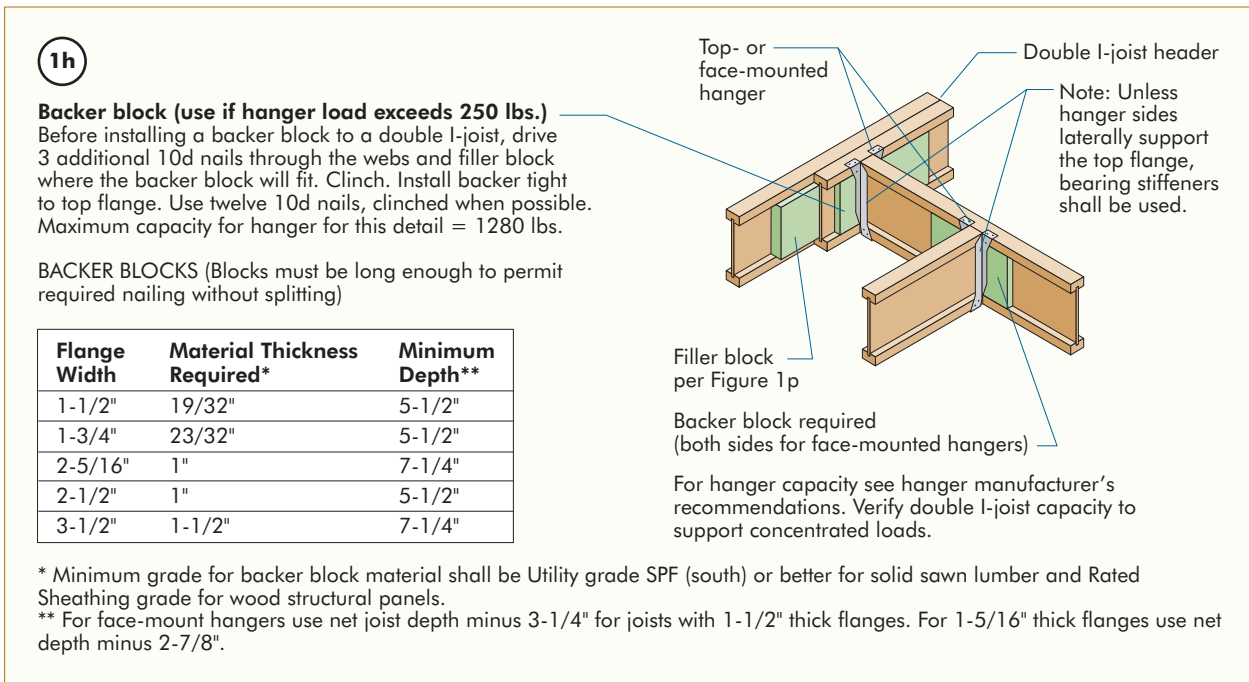 1h
Backer block (use if hanger load exceeds 250 lbs.)
Before installing a backer block to a double I-joist, drive
3 additional 10d nails through the webs and filler block
where the backer block will fit. Clinch. Install backer tight
to top flange. Use twelve 10d nails, clinched when possible.
Maximum capacity for hanger for this detail = 1280 lbs.
BACKER BLOCKS (Blocks must be long enough to permit
required nailing without splitting)
Flange Width Material Thickness Required* Minimum Depth**
1-1/2" 19/32" 5-1/2"
1-3/4" 23/32" 5-1/2"
2-5/16" 1" 7-1/4"
2-1/2" 1" 5-1/2"
3-1/2" 1-1/2" 7-1/4"
Top- or
face-mounted
hanger
Double I-joist header
Note: Unless
hanger sides
laterally support
the top flange,
bearing stiffeners
shall be used.
Filler block
per Figure 1p
Backer block required
(both sides for face-mounted hangers)
For hanger capacity see hanger manufacturer's
recommendations. Verify double I-joist capacity to
support concentrated loads.
* Minimum grade for backer block material shall be Utility grade SPF (south) or better for solid sawn lumber and Rated
Sheathing grade for wood structural panels.
** For face-mount hangers use net joist depth minus 3-1/4" for joists with 1-1/2" thick flanges. For 1-5/16" thick flanges use net
depth minus 2-7/8".